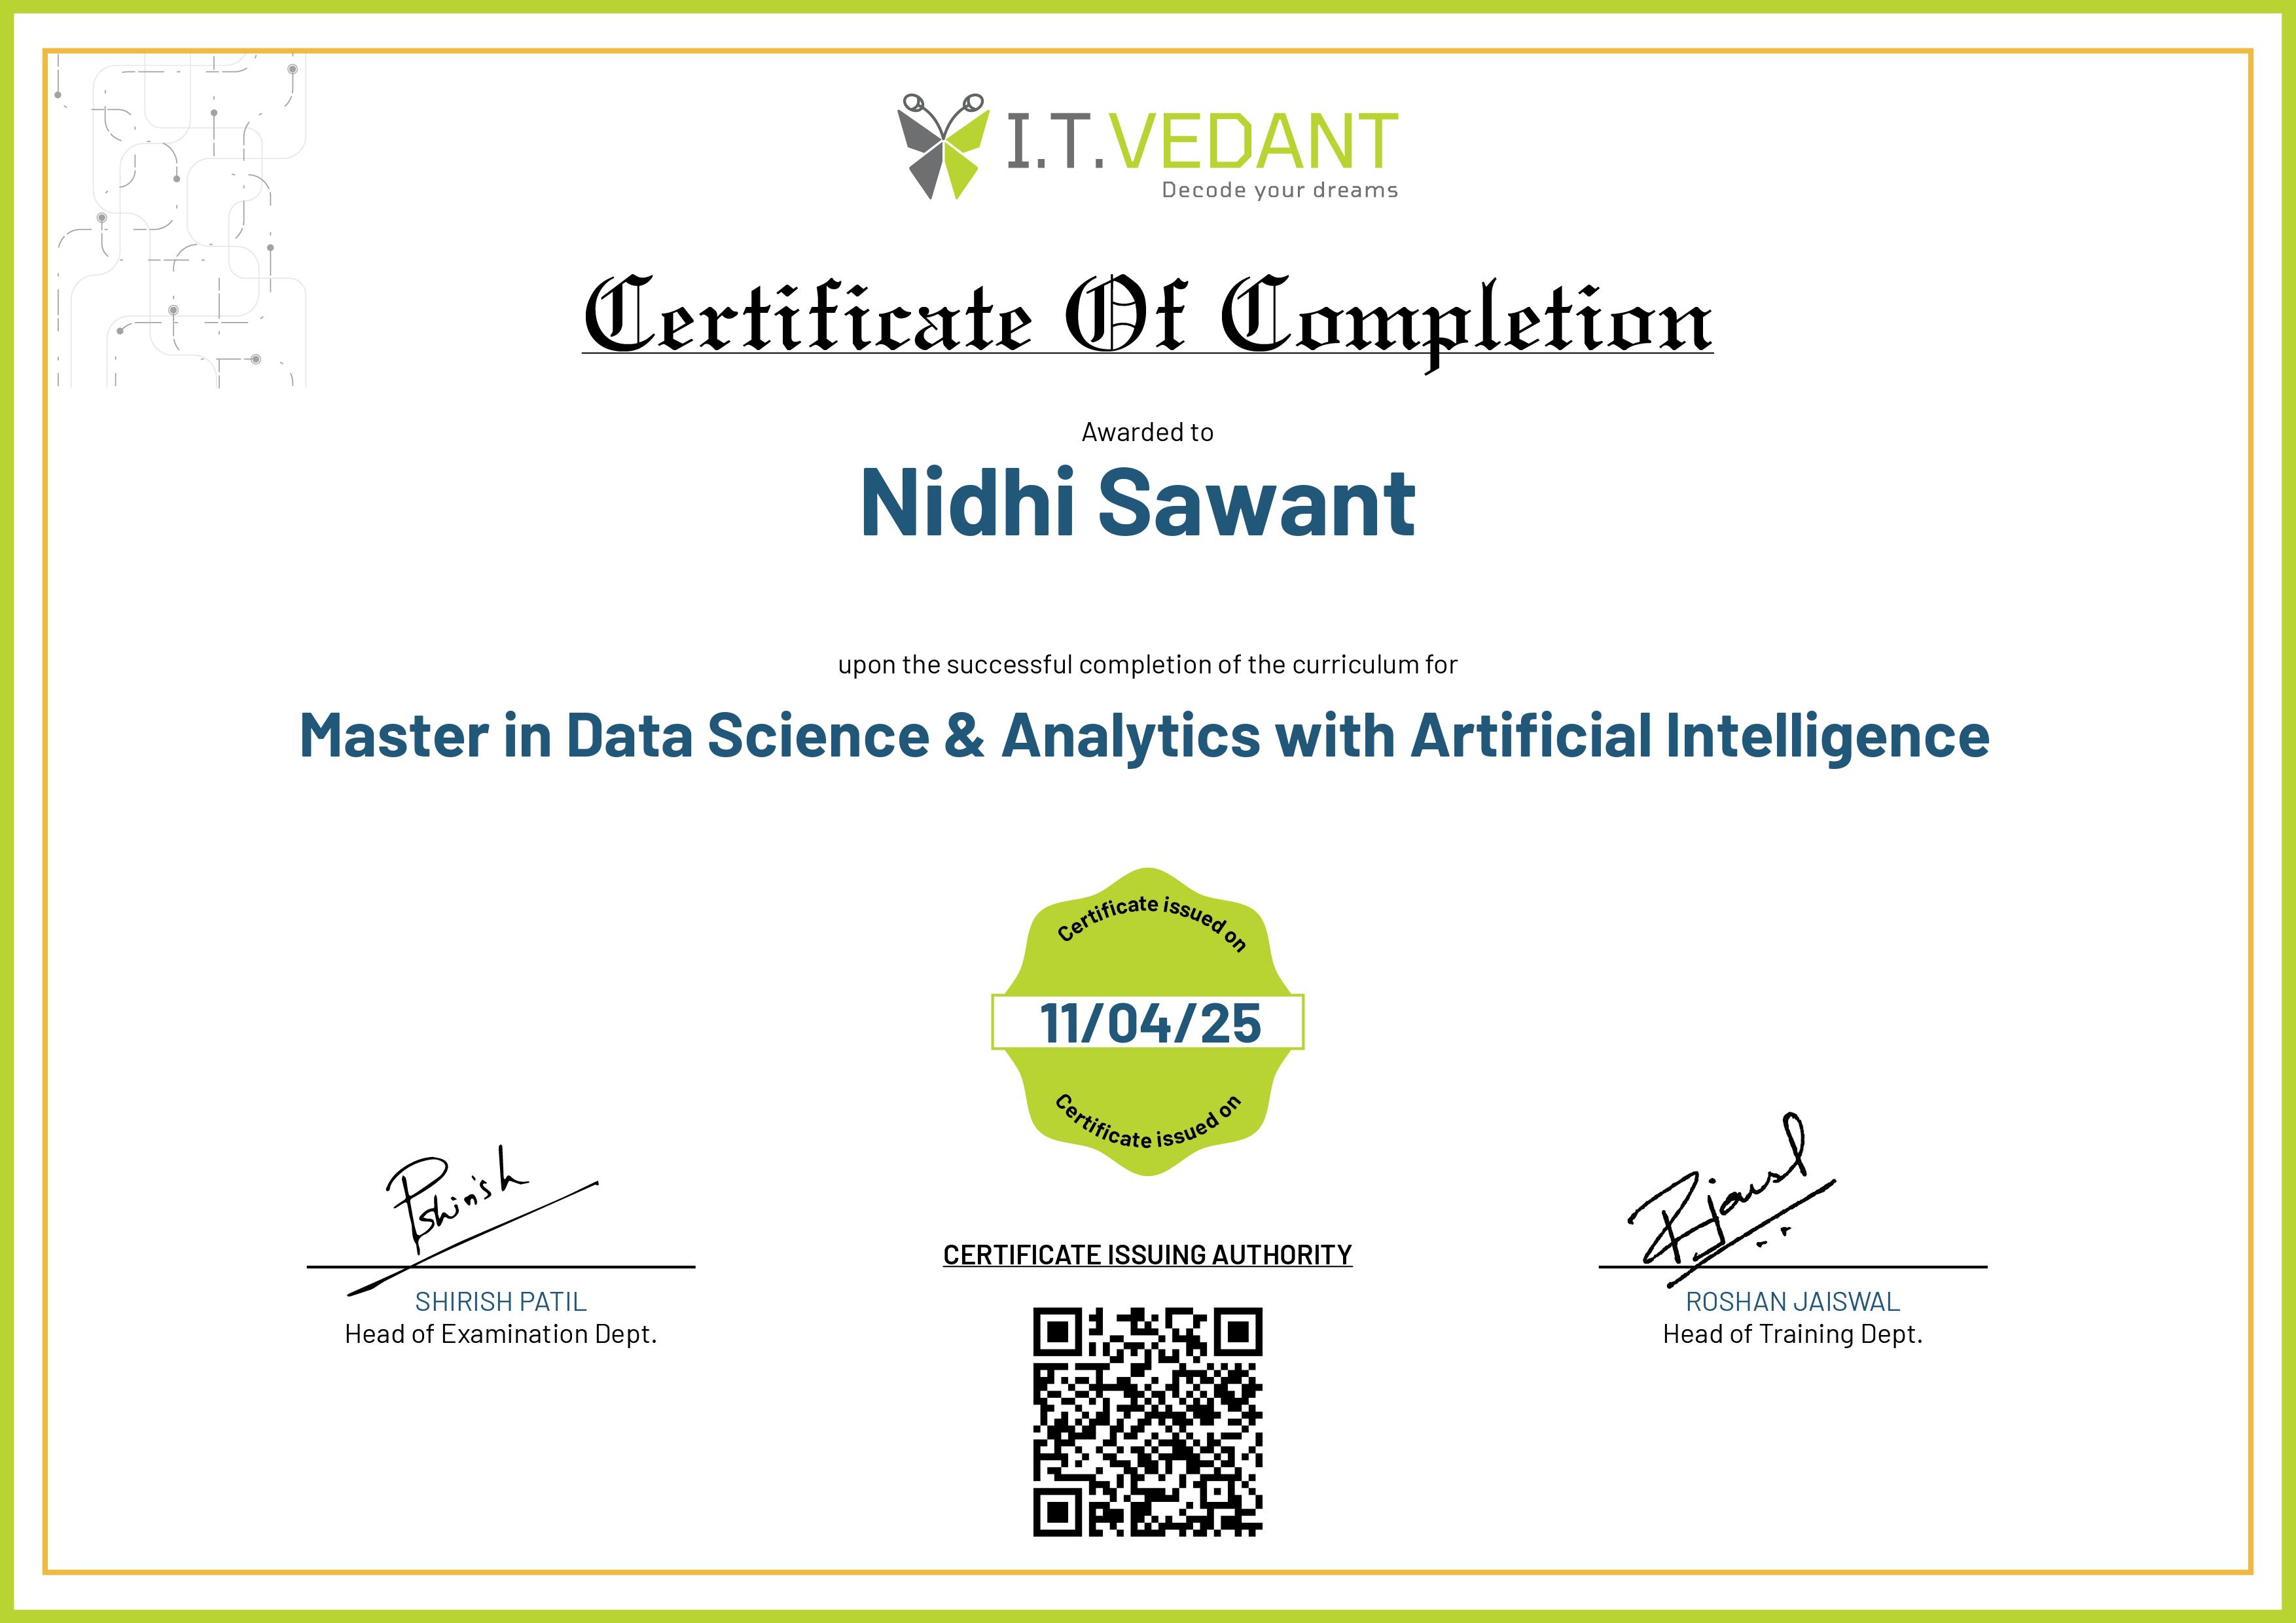 I.T.VEDANT
Decode your dreams
Certificate Of Completion
Awarded to
Nidhi Sawant
upon the successful completion of the curriculum for
Master in Data Science & Analytics with Artificial Intelligence
Certificate issued on
11/04/25
Certificate issued on
Pshirish
Rjaisul
SHIRISH PATIL
Head of Examination Dept.
CERTIFICATE ISSUING AUTHORITY
ROSHAN JAISWAL
Head of Training Dept.